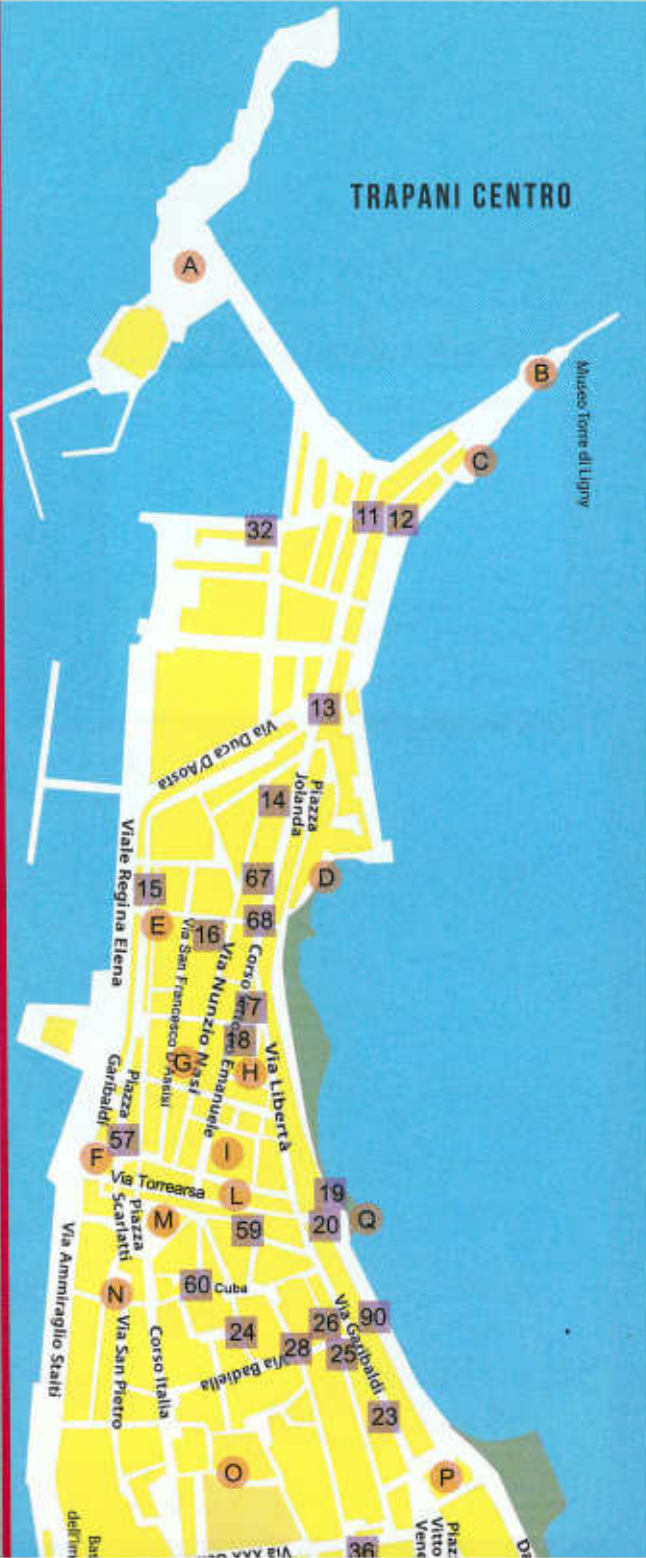 TRAPANI CENTRO
A
B
Museo Torre di Ligny
C
11
12
32
13
Via Duca D'Aosta
14
Piazza
Jolanda
Viale Regina Elena
15
67
D
E
16
68
Via San Francesco D'Assisi
Via Nunzio Nasi
Corso
Emanuele
17
18
G
H
Via Libertà
Piazza
Garibaldi
57
F
I
Via Torrearsa
L
19
20
Q
M
Piazza
Scarlatti
59
Via Ammiraglio Staiti
60
Cuba
N
Via San Pietro
Corso Italia
24
26
90
28
25
Via Garibaldi
Via Badiella
23
O
P
36